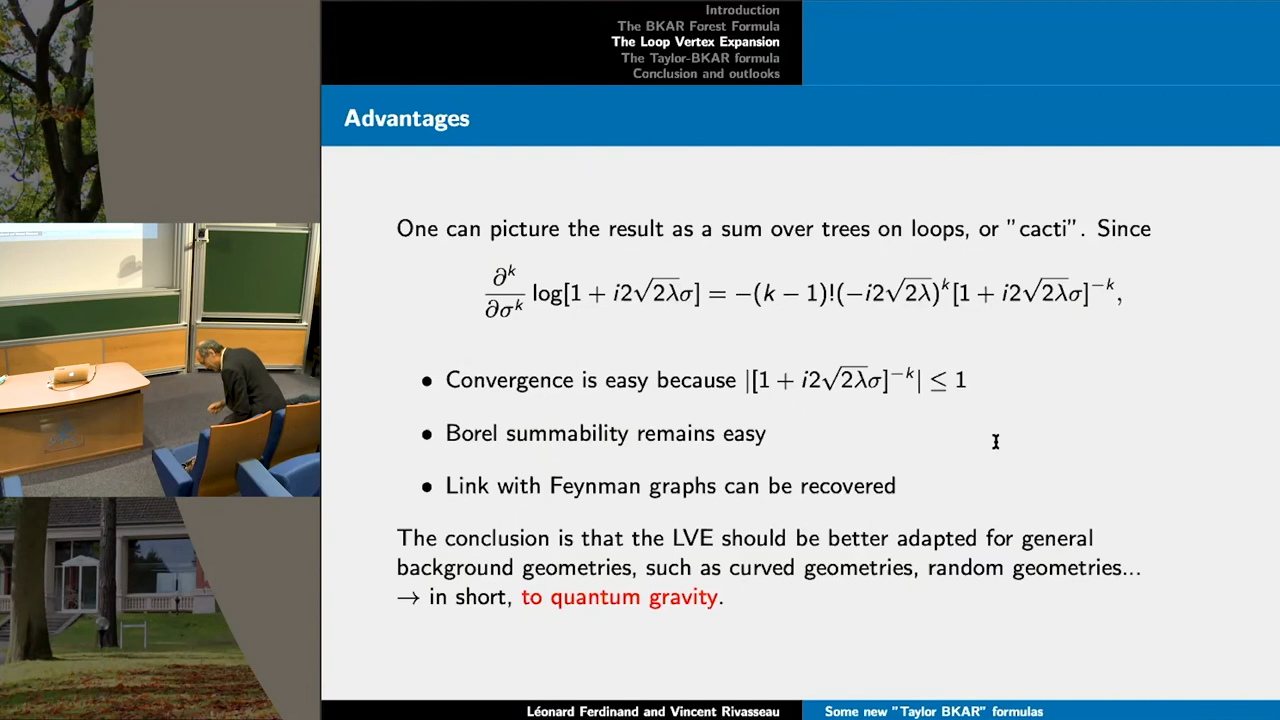 Introduction
The BKAR Forest Formula
The Loop Vertex Expansion
The Taylor-BKAR formula
Conclusion and outlooks
Advantages
One can picture the result as a sum over trees on loops, or "cacti". Since
∂^k/∂σ^k log[1 + i2√2λσ] = −(k − 1)!(−i2√2λ)^k[1 + i2√2λσ]^−k,
• Convergence is easy because |[1 + i2√2λσ]^−k| ≤ 1
• Borel summability remains easy
• Link with Feynman graphs can be recovered
The conclusion is that the LVE should be better adapted for general
background geometries, such as curved geometries, random geometries...
→ in short, to quantum gravity.
Léonard Ferdinand and Vincent Rivasseau
Some new "Taylor BKAR" formulas